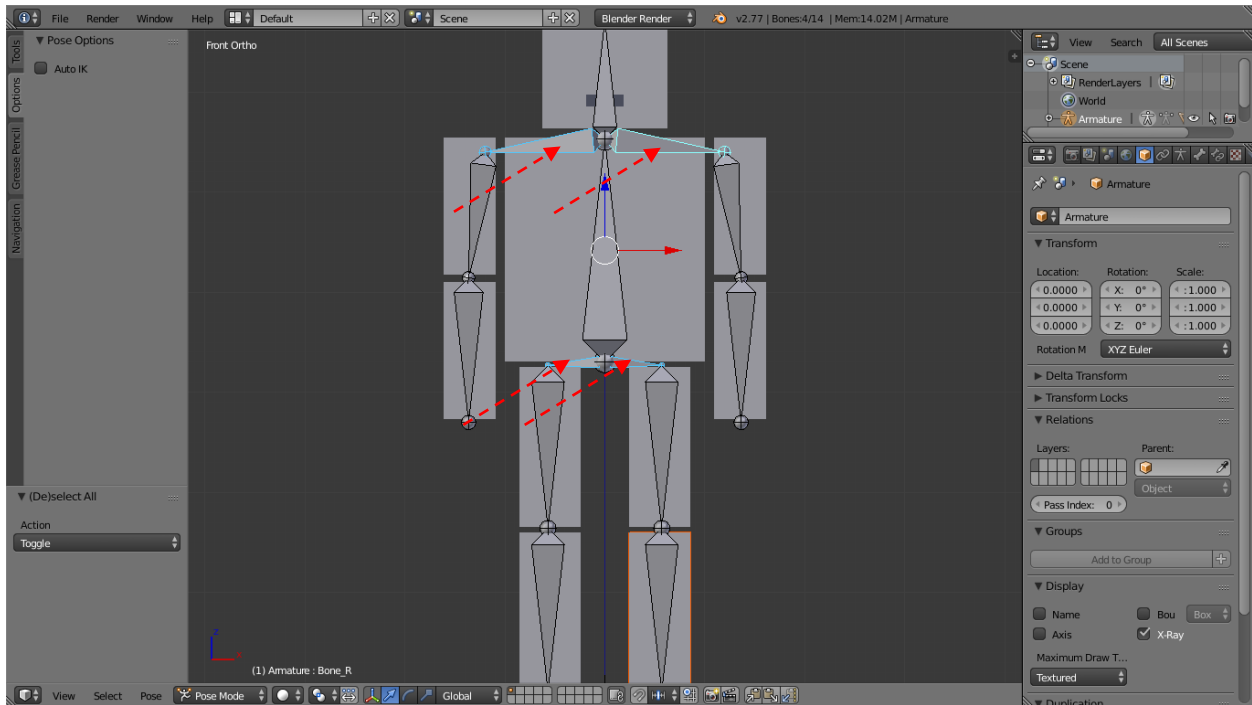 File Render Window Help Default Scene Blender Render v2.77 | Bones:4/14 | Mem:14.02M | Armature
Tools
Options
Grease Pencil
Navigation
▼ Pose Options
Auto IK
▼ (De)select All
Action
Toggle
Front Ortho
z
x
(1) Armature : Bone_R
View Select Pose Pose Mode Global
View Search All Scenes
Scene
RenderLayers |
World
Armature |
Armature
Armature
▼ Transform
Location: Rotation: Scale:
0.0000 X: 0° : 1.000
0.0000 Y: 0° : 1.000
0.0000 Z: 0° : 1.000
Rotation M XYZ Euler
▶ Delta Transform
▶ Transform Locks
▼ Relations
Layers: Parent:
Object
Pass Index: 0
▼ Groups
Add to Group
▼ Display
Name Bou Box
Axis X-Ray
Maximum Draw T...
Textured
▼ Duplication